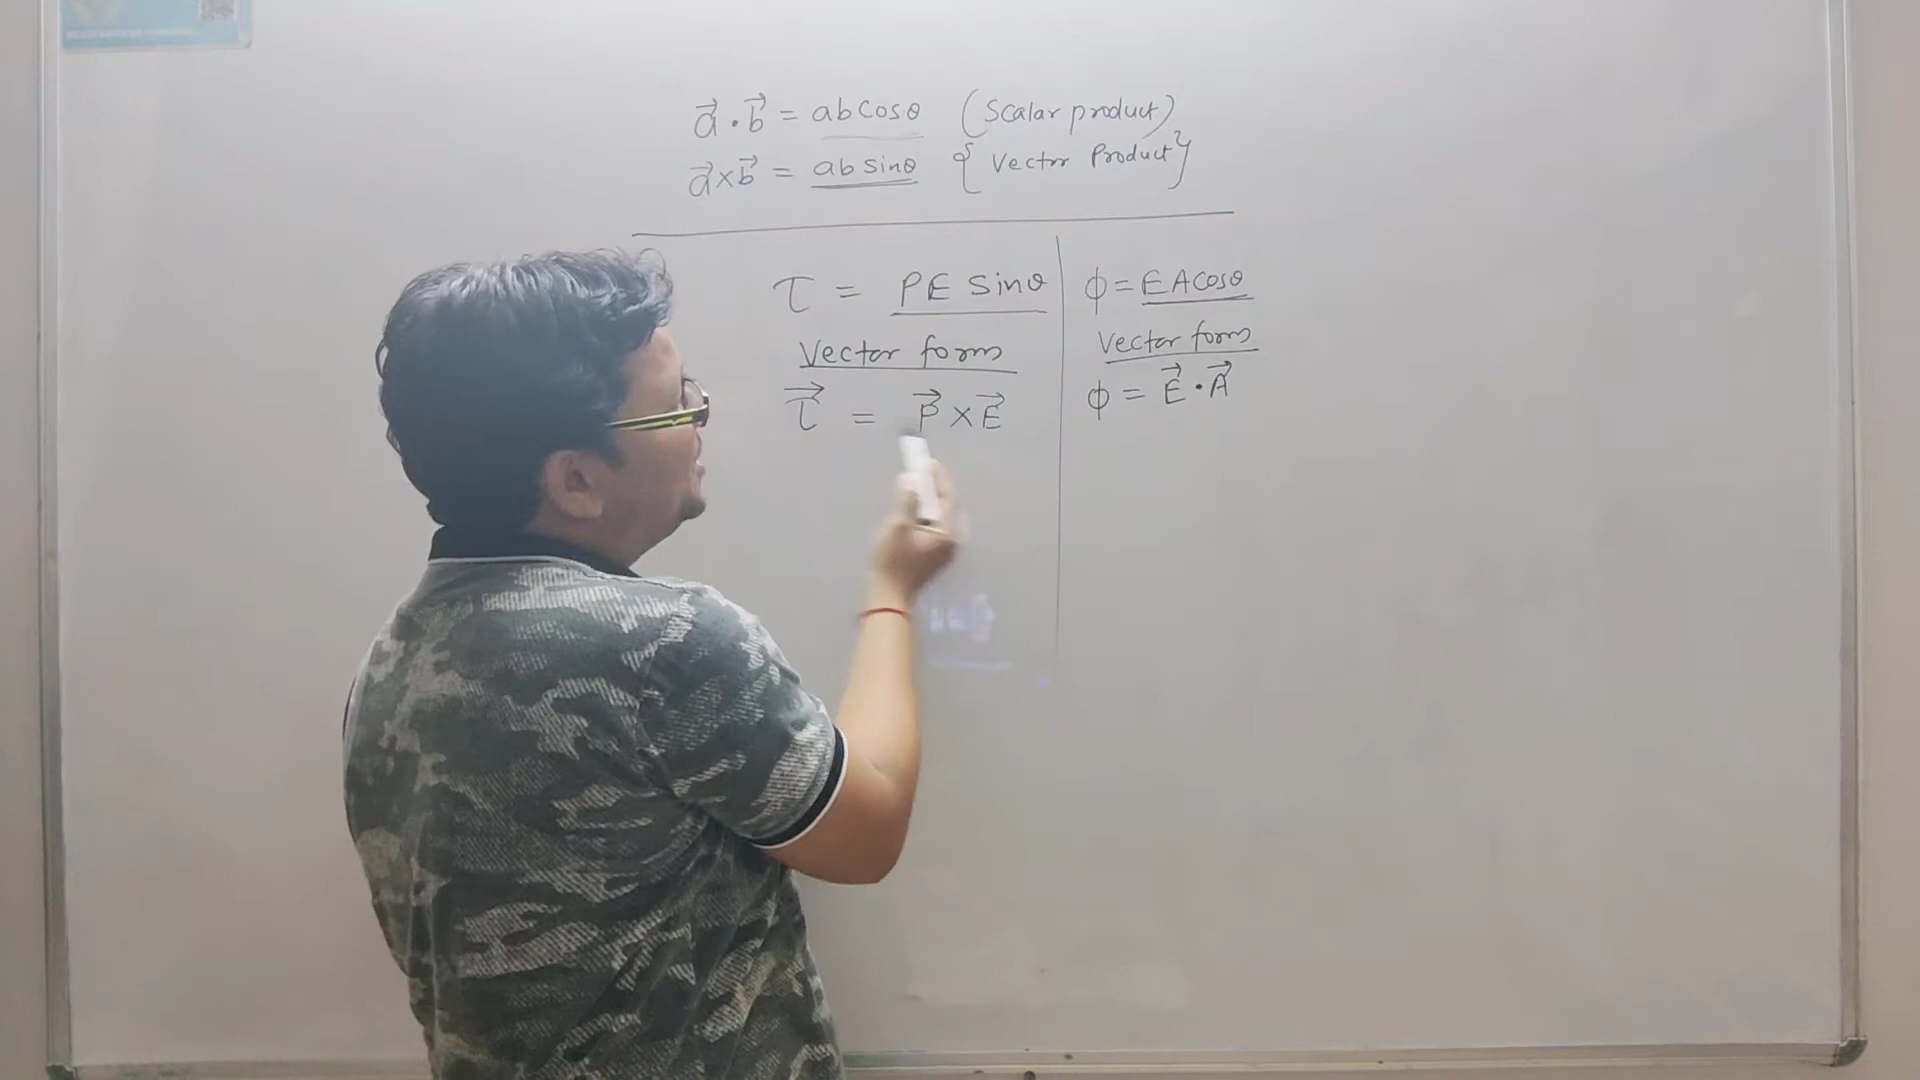 a⃗ · b⃗ = ab cosθ (Scalar product)
a⃗ × b⃗ = ab sinθ { Vector Product }
τ = PE Sinθ
Vector form
τ⃗ = P⃗ × E⃗
ϕ = EA cosθ
Vector form
ϕ = E⃗ · A⃗